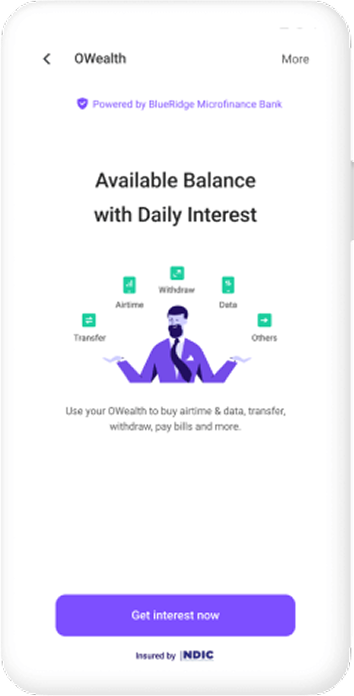 OWealth
More
Powered by BlueRidge Microfinance Bank
Available Balance
with Daily Interest
Withdraw
Airtime
Data
Transfer
Others
Use your OWealth to buy airtime & data, transfer,
withdraw, pay bills and more.
Get interest now
Insured by NDIC